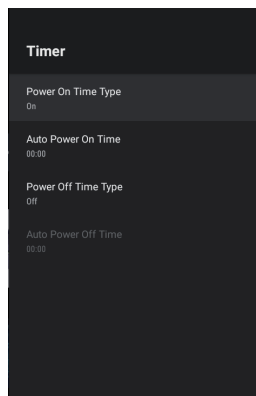 Timer
Power On Time Type
On
Auto Power On Time
00:00
Power Off Time Type
Off
Auto Power Off Time
00:00